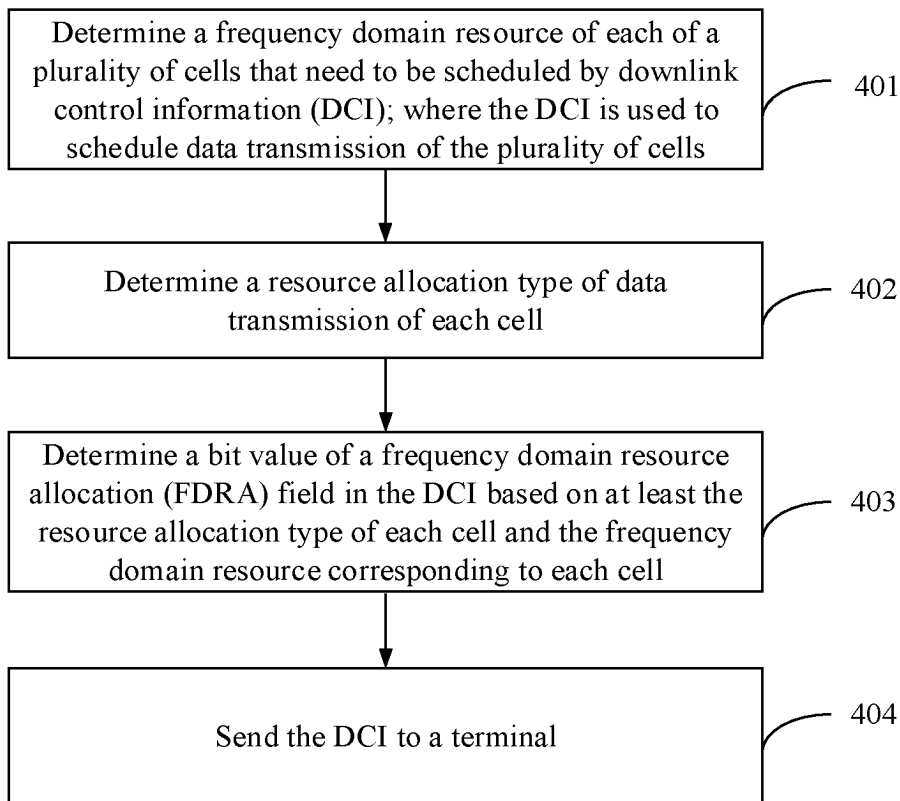 Determine a frequency domain resource of each of a
plurality of cells that need to be scheduled by downlink
control information (DCI); where the DCI is used to
schedule data transmission of the plurality of cells
401
Determine a resource allocation type of data
transmission of each cell
402
Determine a bit value of a frequency domain resource
allocation (FDRA) field in the DCI based on at least the
resource allocation type of each cell and the frequency
domain resource corresponding to each cell
403
Send the DCI to a terminal
404